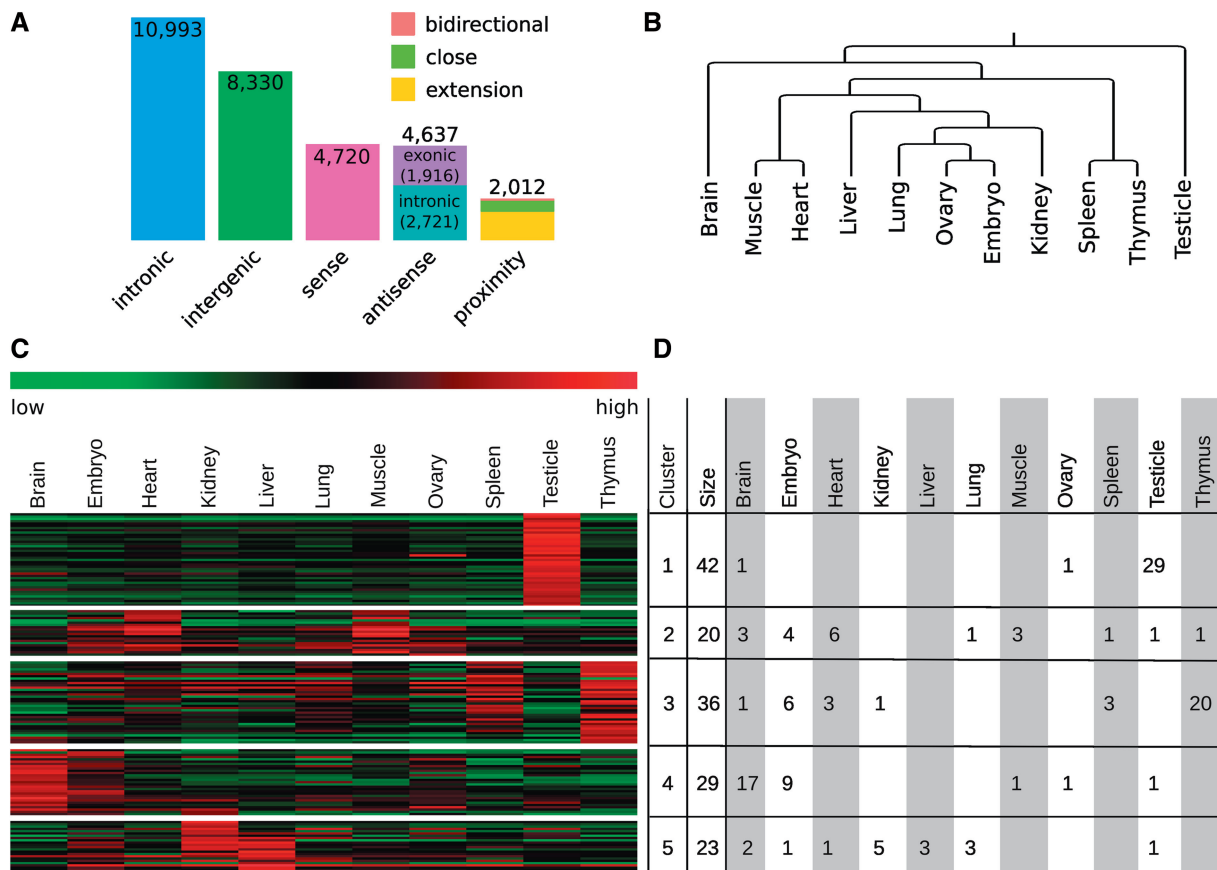 A
10,993
8,330
4,720
4,637
exonic
(1,916)
intronic
(2,721)
2,012
bidirectional
close
extension
intronic
intergenic
sense
antisense
proximity
B
Brain
Muscle
Heart
Liver
Lung
Ovary
Embryo
Kidney
Spleen
Thymus
Testicle
C
low high
Brain Embryo Heart Kidney Liver Lung Muscle Ovary Spleen Testicle Thymus
D
Cluster Size Brain Embryo Heart Kidney Liver Lung Muscle Ovary Spleen Testicle Thymus
1 42 1 1 29
2 20 3 4 6 1 3 1 1 1
3 36 1 6 3 1 3 20
4 29 17 9 1 1 1
5 23 2 1 1 5 3 3 1